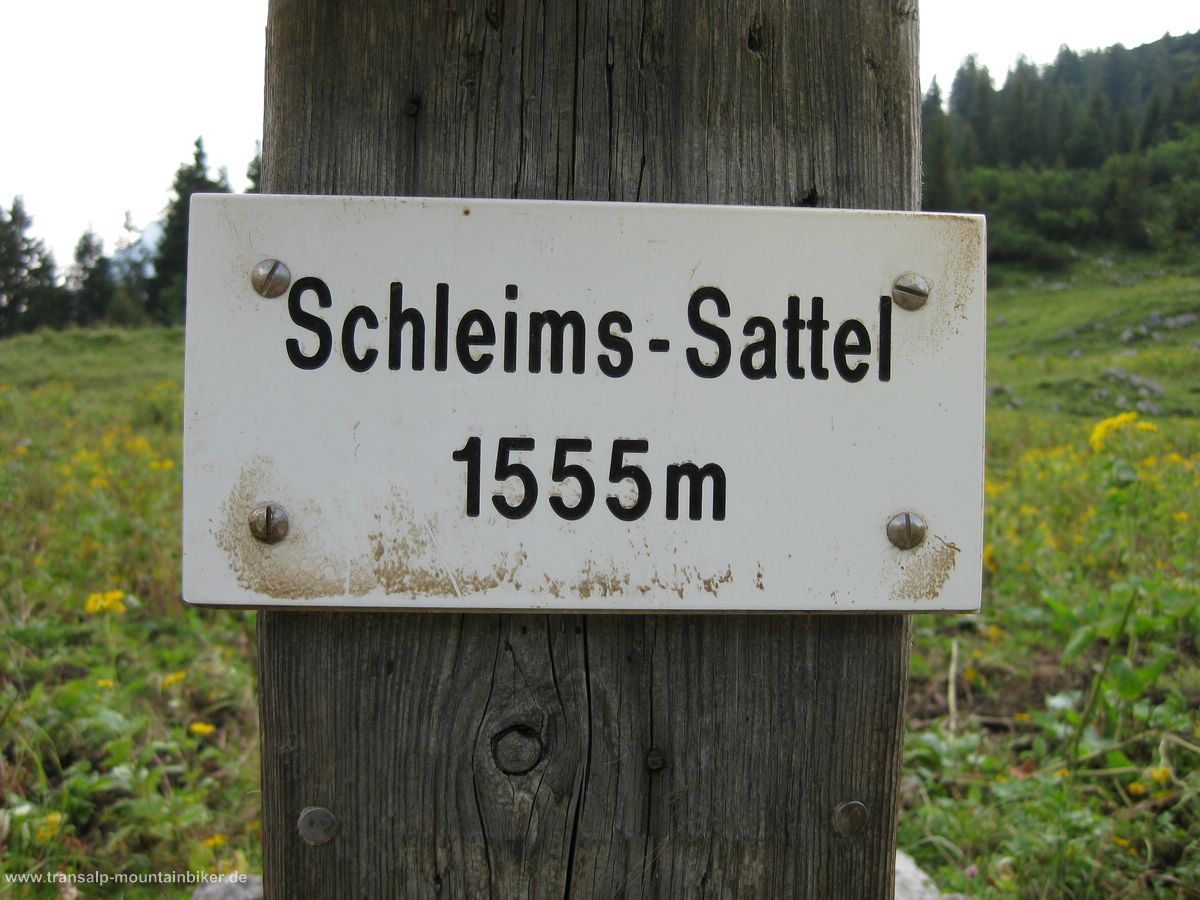 Schleims-Sattel
1555m
www.transalp-mountainbiker.de